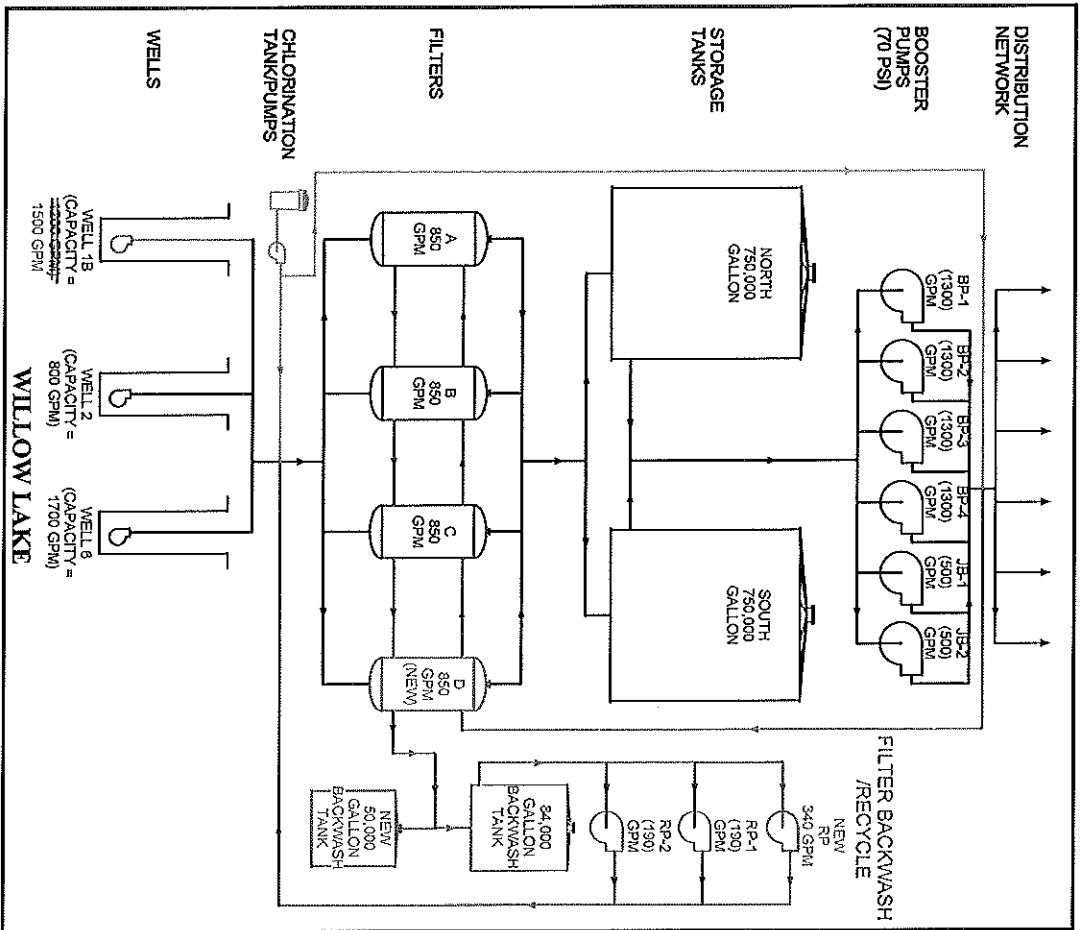 DISTRIBUTION
NETWORK
BOOSTER
PUMPS
(70 PSI)
STORAGE
TANKS
FILTERS
CHLORINATION
TANK/PUMPS
WELLS
BP-1
(1300)
GPM
BP-2
(1300)
GPM
BP-3
(1300)
GPM
BP-4
(1300)
GPM
JB-1
(500)
GPM
JB-2
(500)
GPM
NORTH
750,000
GALLON
SOUTH
750,000
GALLON
FILTER BACKWASH
/RECYCLE
NEW
RP
340 GPM
RP-1
(190)
GPM
RP-2
(190)
GPM
84,000
GALLON
BACKWASH
TANK
NEW
50,000
GALLON
BACKWASH
TANK
A
850
GPM
B
850
GPM
C
850
GPM
D
850
GPM
(NEW)
WELL 1B
(CAPACITY =
1500 GPM
WELL 2
(CAPACITY =
800 GPM)
WELL 6
(CAPACITY =
1700 GPM)
WILLOW LAKE